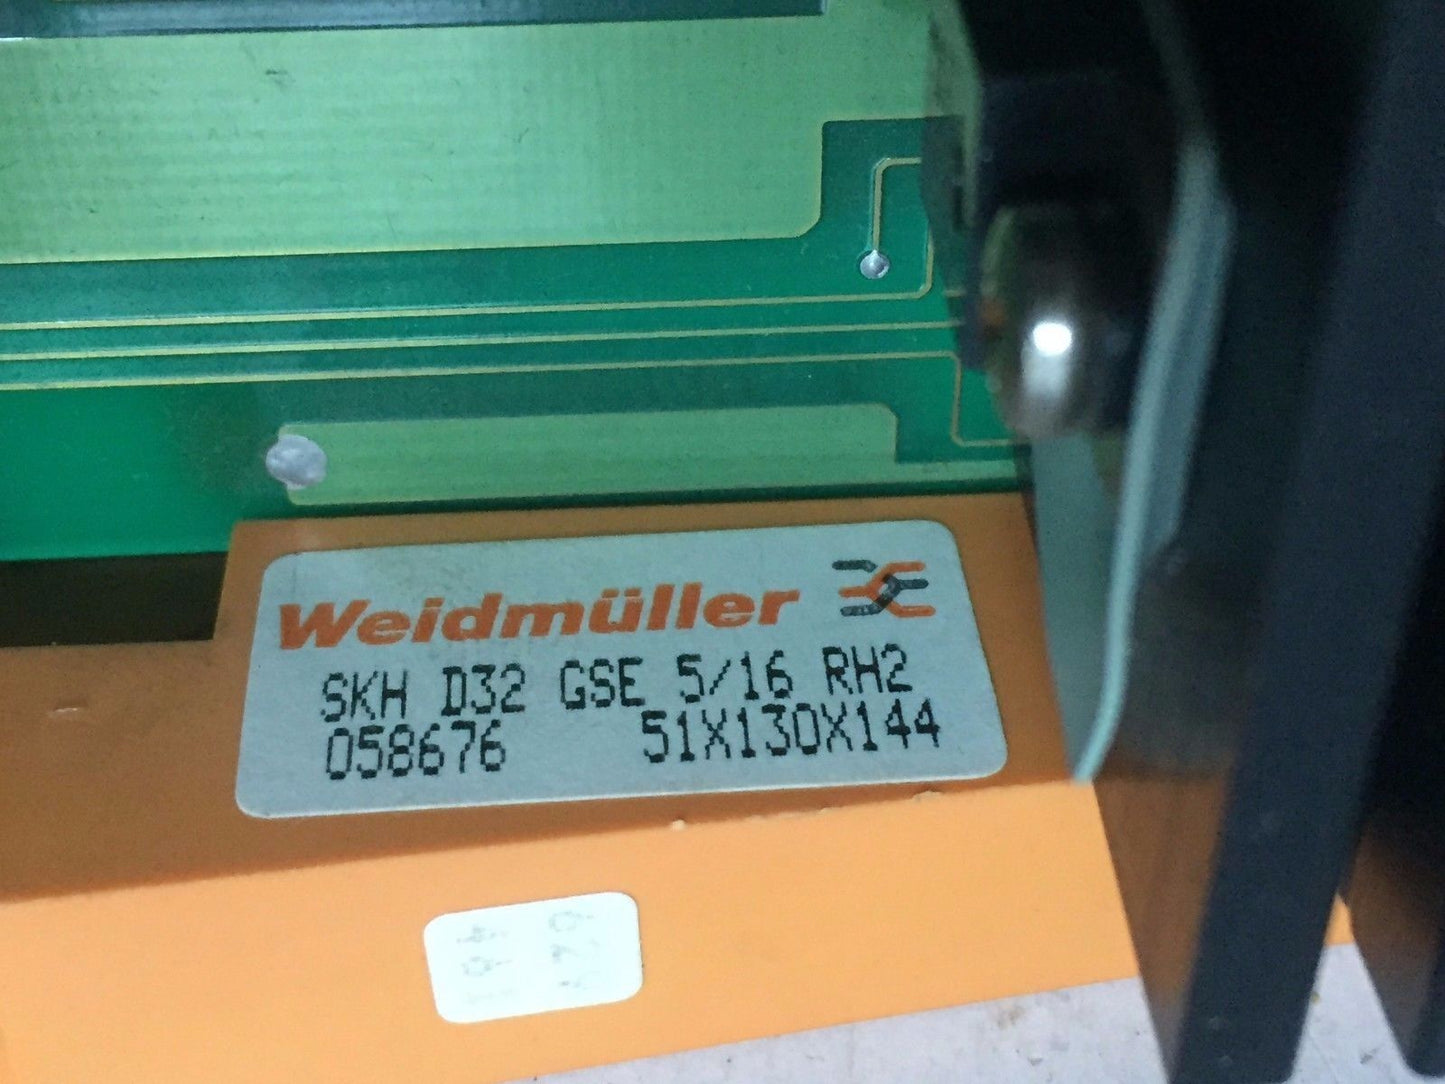 Weidmüller
SKH D32 GSE 5/16 RH2
058676 51X130X144